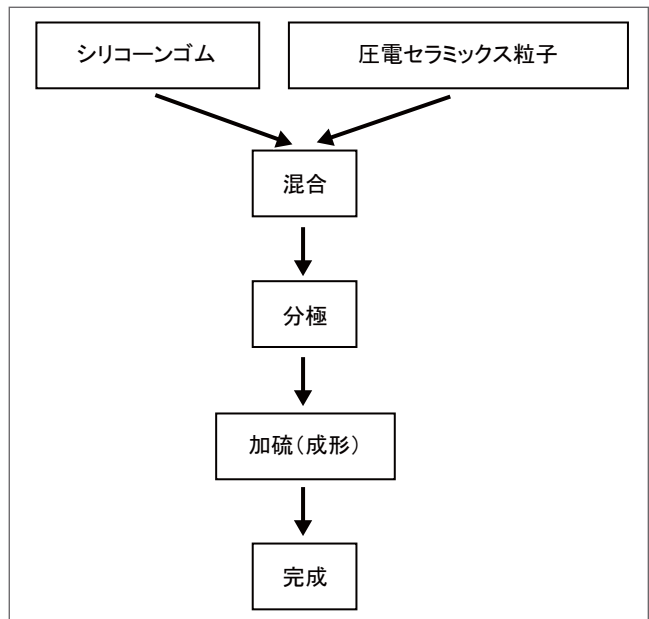 シリコーンゴム
圧電セラミックス粒子
混合
分極
加硫(成形)
完成